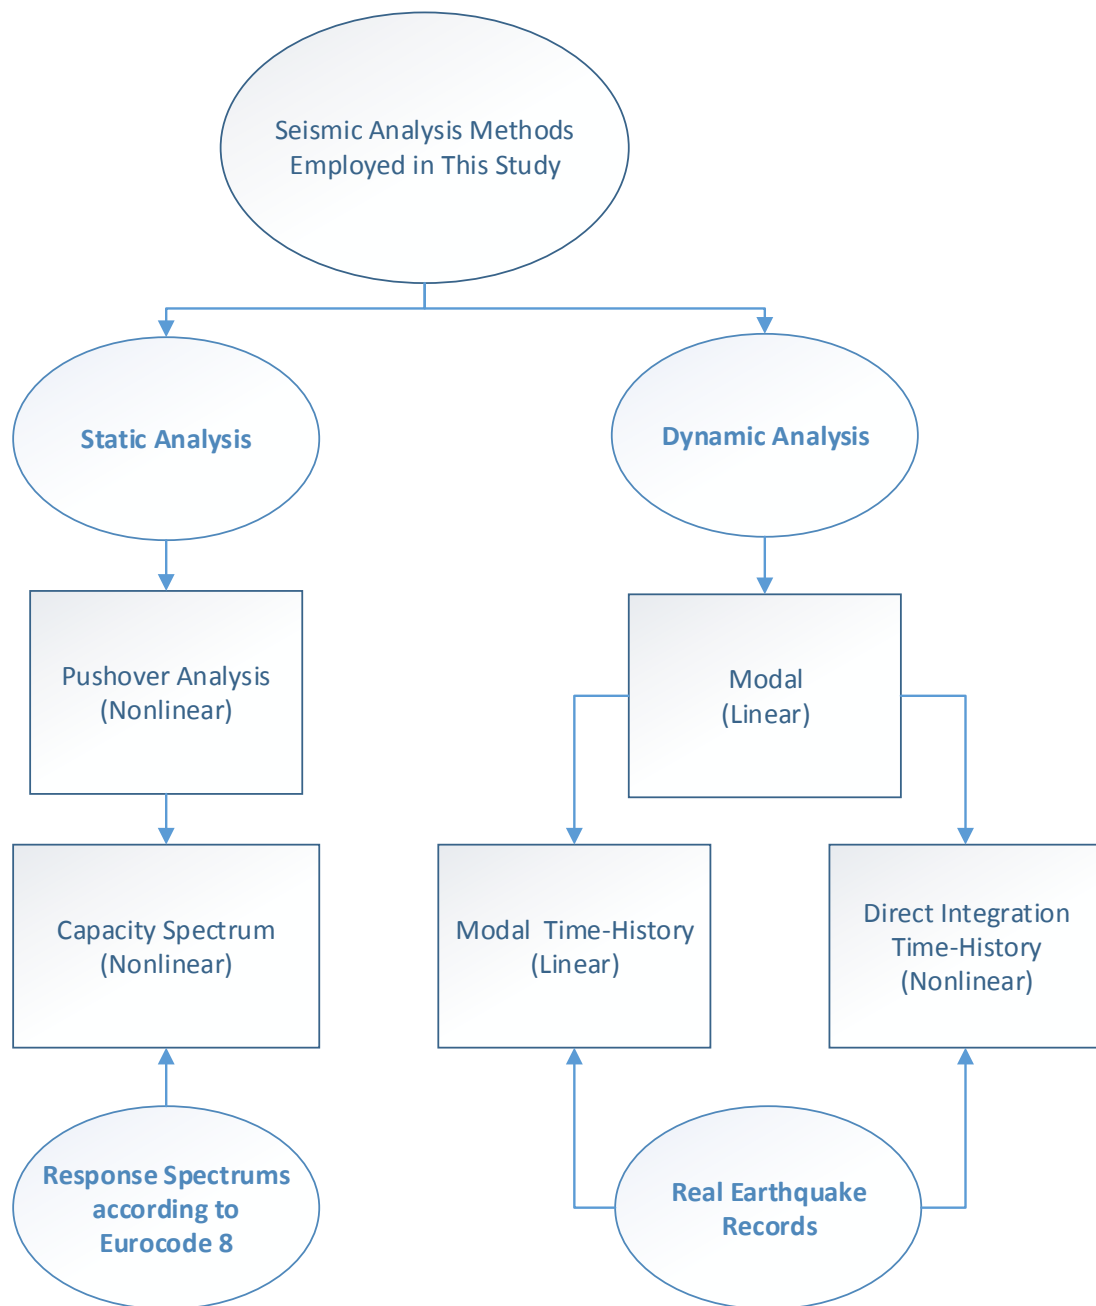 Seismic Analysis Methods
Employed in This Study
Static Analysis
Dynamic Analysis
Pushover Analysis
(Nonlinear)
Modal
(Linear)
Capacity Spectrum
(Nonlinear)
Modal Time-History
(Linear)
Direct Integration
Time-History
(Nonlinear)
Response Spectrums
according to
Eurocode 8
Real Earthquake
Records